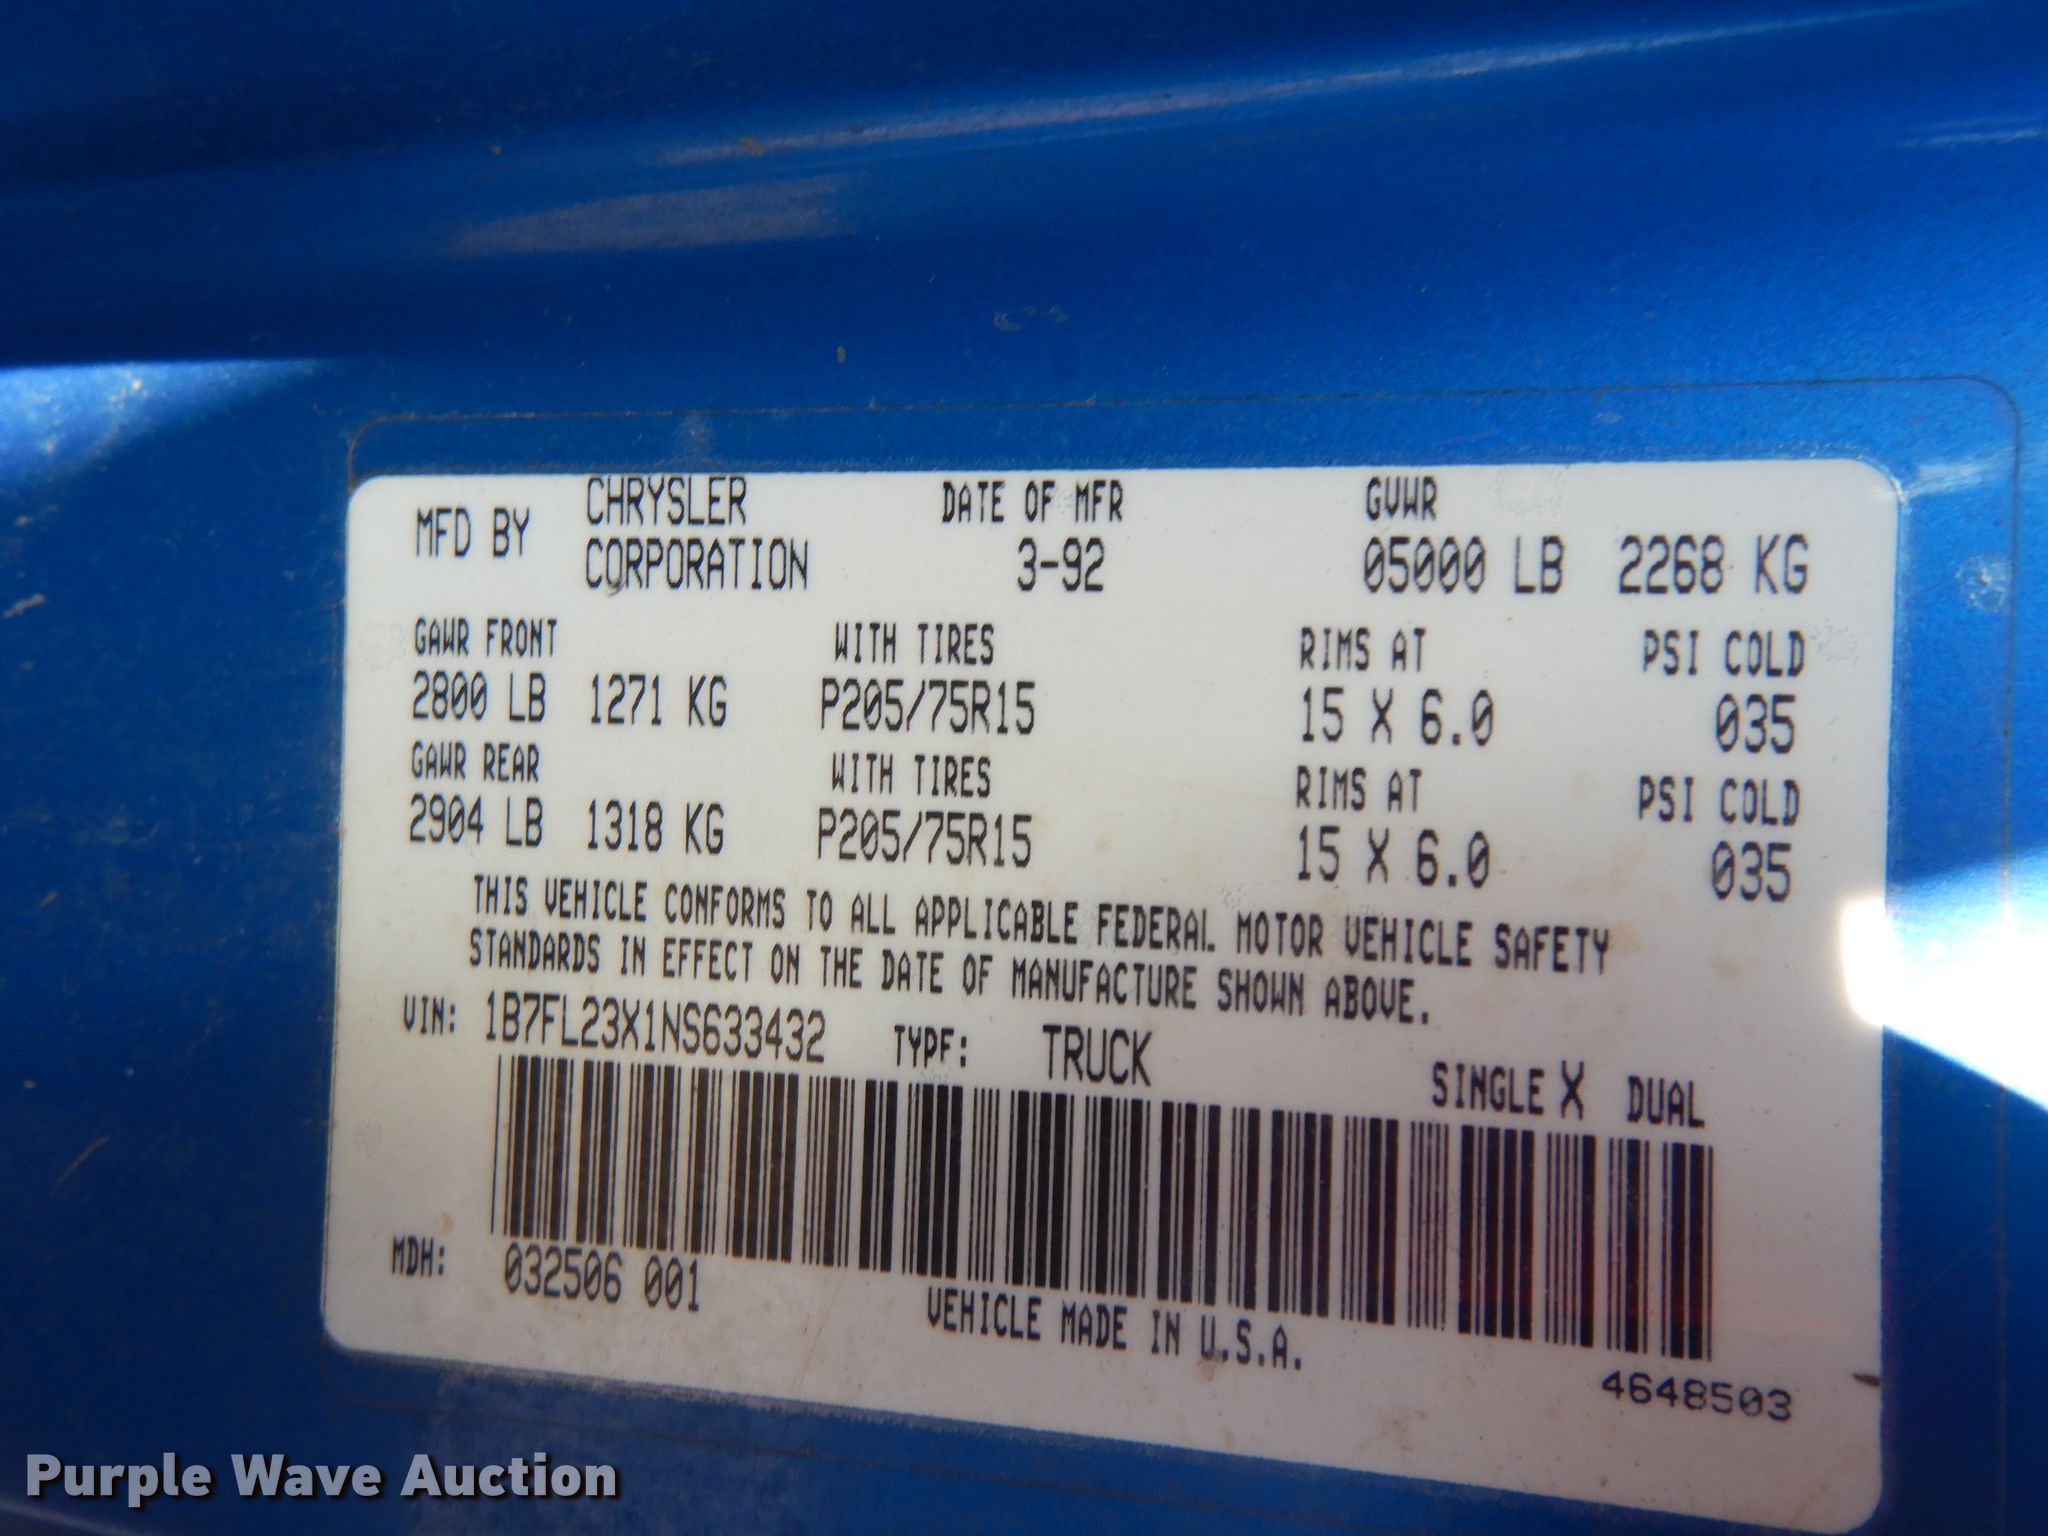 MFD BY CHRYSLER CORPORATION DATE OF MFR 3-92 GVWR 05000 LB 2268 KG
GAWR FRONT WITH TIRES RIMS AT PSI COLD
2800 LB 1271 KG P205/75R15 15 X 6.0 035
GAWR REAR WITH TIRES RIMS AT PSI COLD
2904 LB 1318 KG P205/75R15 15 X 6.0 035
THIS VEHICLE CONFORMS TO ALL APPLICABLE FEDERAL MOTOR VEHICLE SAFETY
STANDARDS IN EFFECT ON THE DATE OF MANUFACTURE SHOWN ABOVE.
VIN: 1B7FL23X1NS633432 TYPE: TRUCK
SINGLE X DUAL
MDH: 032506 001
VEHICLE MADE IN U.S.A.
4648503
Purple Wave Auction